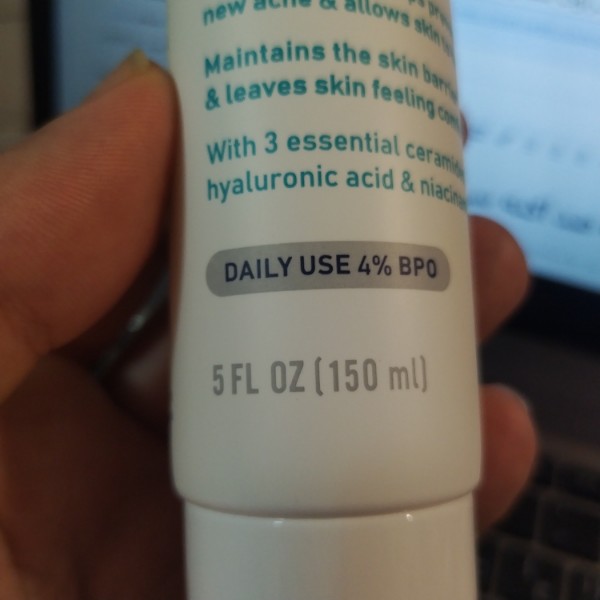 new acne & allows skin
Maintains the skin barrier
& leaves skin feeling
With 3 essential ceramides
hyaluronic acid &
DAILY USE 4% BPO
5 FL OZ (150 ml)